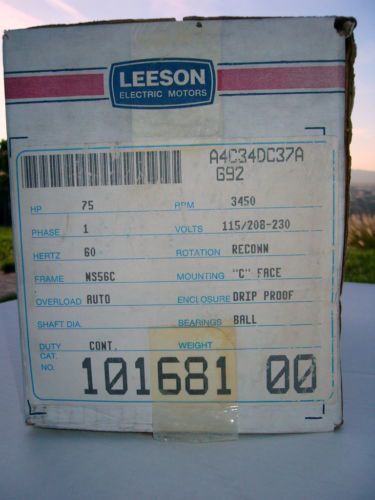 LEESON
ELECTRIC MOTORS
A4C34DC37A
G92
HP 75 RPM 3450
PHASE 1 VOLTS 115/208-230
HERTZ 60 ROTATION RECONN
FRAME NS56C MOUNTING "C" FACE
OVERLOAD AUTO ENCLOSURE DRIP PROOF
SHAFT DIA. BEARINGS BALL
DUTY CONT. WEIGHT
CAT. NO. 101681 00